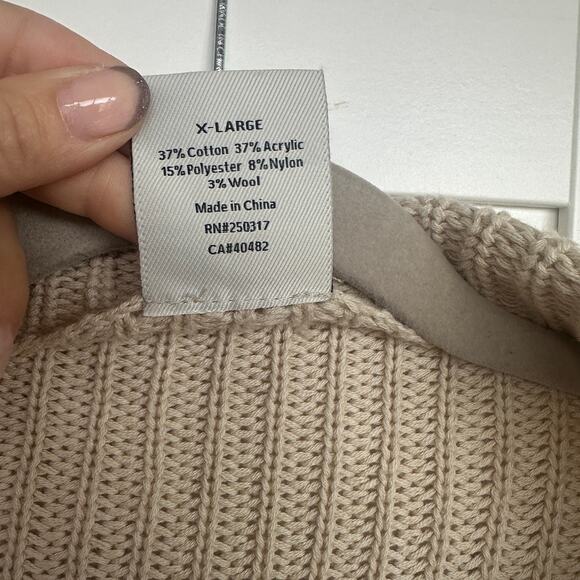 X-LARGE
37% Cotton 37% Acrylic
15% Polyester 8% Nylon
3% Wool
Made in China
RN#250317
CA#40482